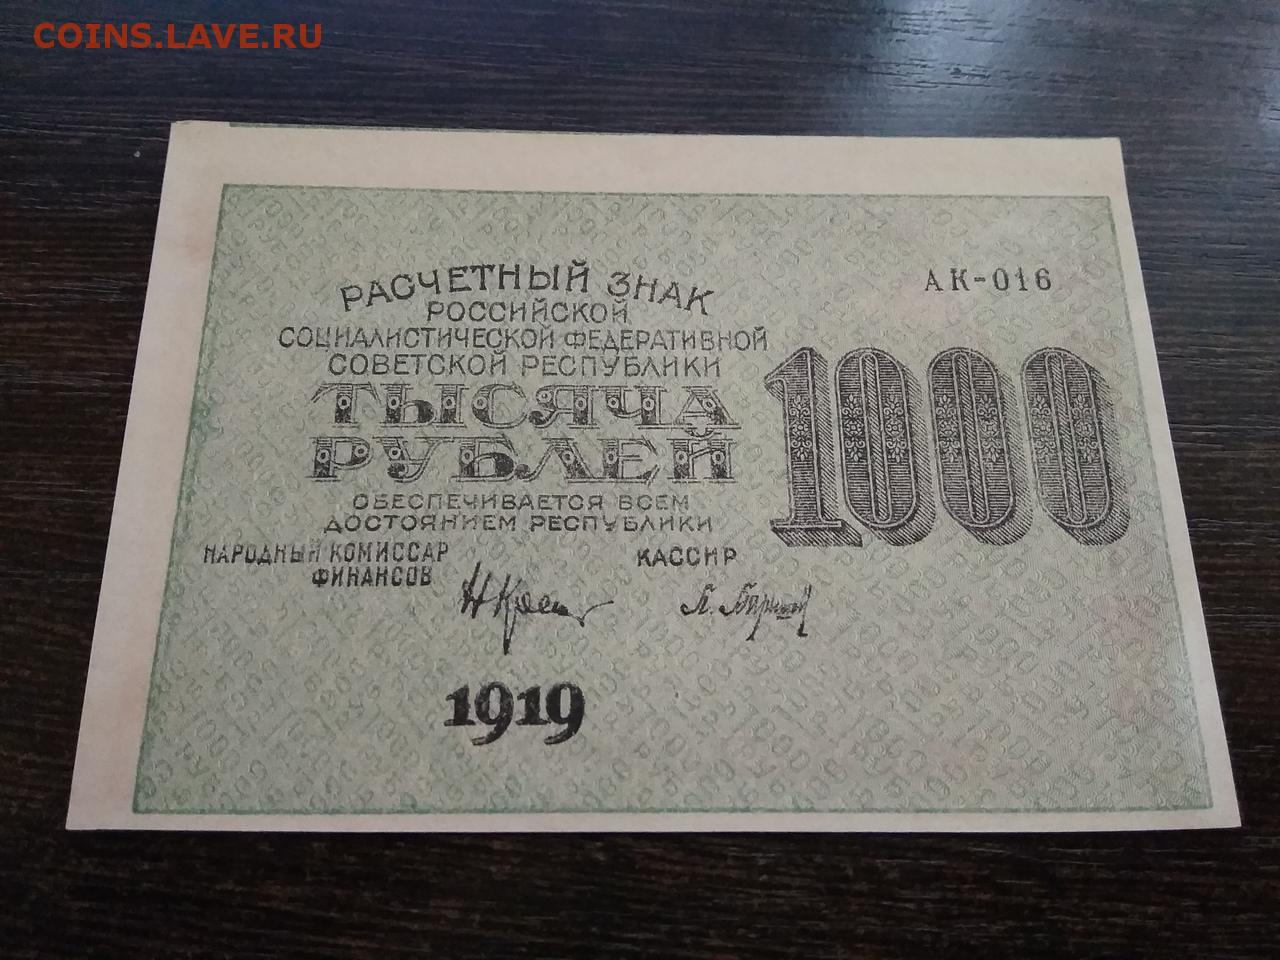 COINS.LAVE.RU
АК-016
РАСЧЕТНЫЙ ЗНАК
РОССИЙСКОЙ
СОЦИАЛИСТИЧЕСКОЙ ФЕДЕРАТИВНОЙ
СОВЕТСКОЙ РЕСПУБЛИКИ
ТЫСЯЧА
РУБЛЕЙ
1000
ОБЕСПЕЧИВАЕТСЯ ВСЕМ
ДОСТОЯНИЕМ РЕСПУБЛИКИ
НАРОДНЫЙ КОМИССАР
ФИНАНСОВ
КАССИР
1919